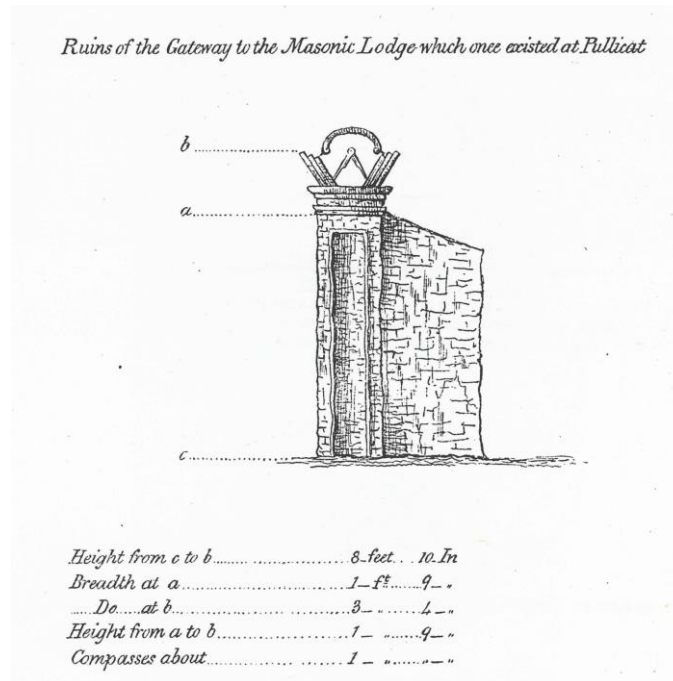 Ruins of the Gateway to the Masonic Lodge which once existed at Pullicat
b
a
c
Height from c to b 8 feet 10 In
Breadth at a 1 ft 9 "
Do at b 3 " 4 "
Height from a to b 1 " 9 "
Compasses about 1 " " "